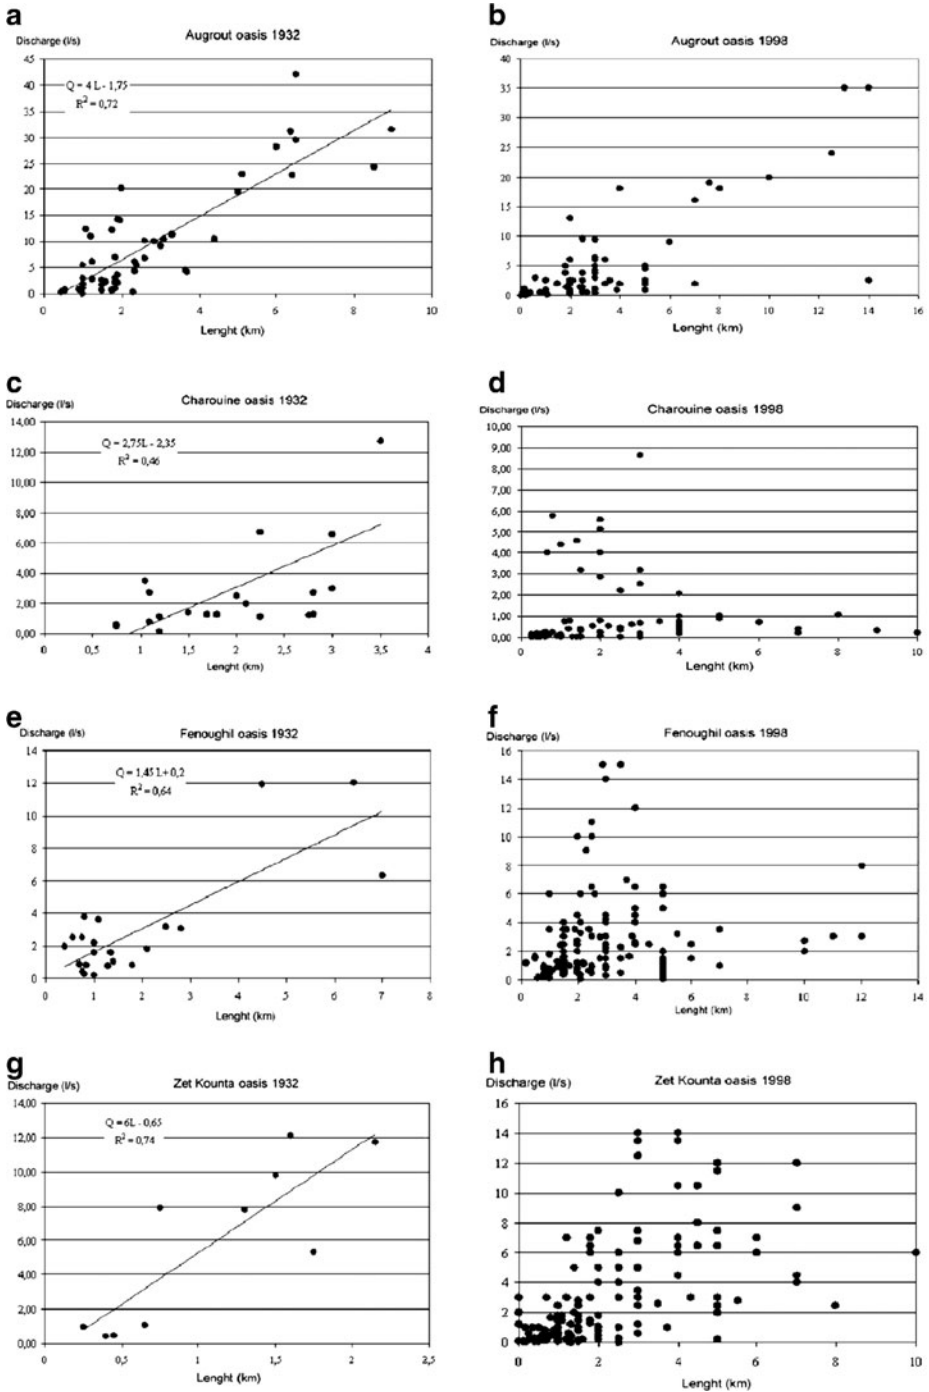 a
Augrout oasis 1932
Discharge (l/s)
45
40
35
30
25
20
15
10
5
0
Q = 4 L - 1,75
R² = 0,72
0 2 4 6 8 10
Lenght (km)
b
Discharge (l/s)
Augrout oasis 1998
40
35
30
25
20
15
10
5
0
0 2 4 6 8 10 12 14 16
Lenght (km)
c
Discharge (l/s)
Charouine oasis 1932
14,00
12,00
10,00
8,00
6,00
4,00
2,00
0,00
Q = 2,75L - 2,35
R² = 0,46
0 0,5 1 1,5 2 2,5 3 3,5 4
Lenght (km)
d
Discharge (l/s)
Charouine oasis 1998
10,00
9,00
8,00
7,00
6,00
5,00
4,00
3,00
2,00
1,00
0,00
0 2 4 6 8 10
Lenght (km)
e
Discharge (l/s)
Fenoughil oasis 1932
14
12
10
8
6
4
2
0
Q = 1,45 L + 0,2
R² = 0,64
0 1 2 3 4 5 6 7 8
Lenght (km)
f
Discharge (l/s)
Fenoughil oasis 1998
16
14
12
10
8
6
4
2
0
0 2 4 6 8 10 12 14
Lenght (km)
g
Discharge (l/s)
Zet Kounta oasis 1932
14,00
12,00
10,00
8,00
6,00
4,00
2,00
0,00
Q = 6L - 0,65
R² = 0,74
0 0,5 1 1,5 2 2,5
Lenght (km)
h
Discharge (l/s)
Zet Kounta oasis 1998
16
14
12
10
8
6
4
2
0
0 2 4 6 8 10
Lenght (km)